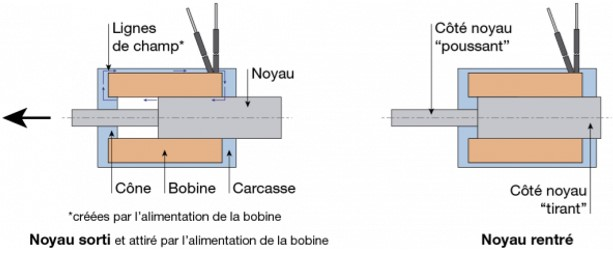 Lignes
de champ*
Noyau
Cône
Bobine
Carcasse
*créées par l'alimentation de la bobine
Noyau sorti et attiré par l'alimentation de la bobine
Côté noyau
“poussant”
Côté noyau
“tirant”
Noyau rentré